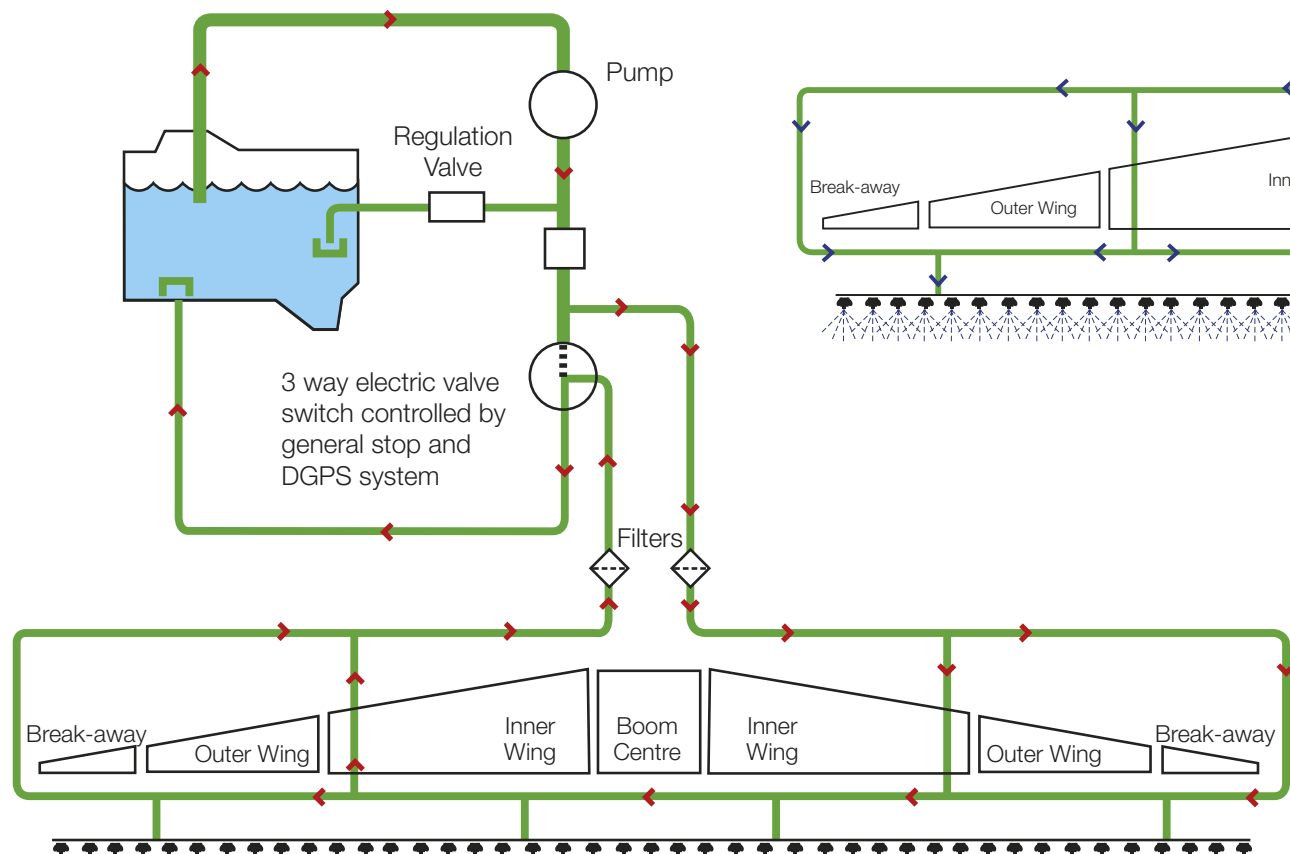 Pump
Regulation
Valve
3 way electric valve
switch controlled by
general stop and
DGPS system
Filters
Break-away
Outer Wing
Inner
Wing
Boom
Centre
Inner
Wing
Outer Wing
Break-away
Break-away
Outer Wing